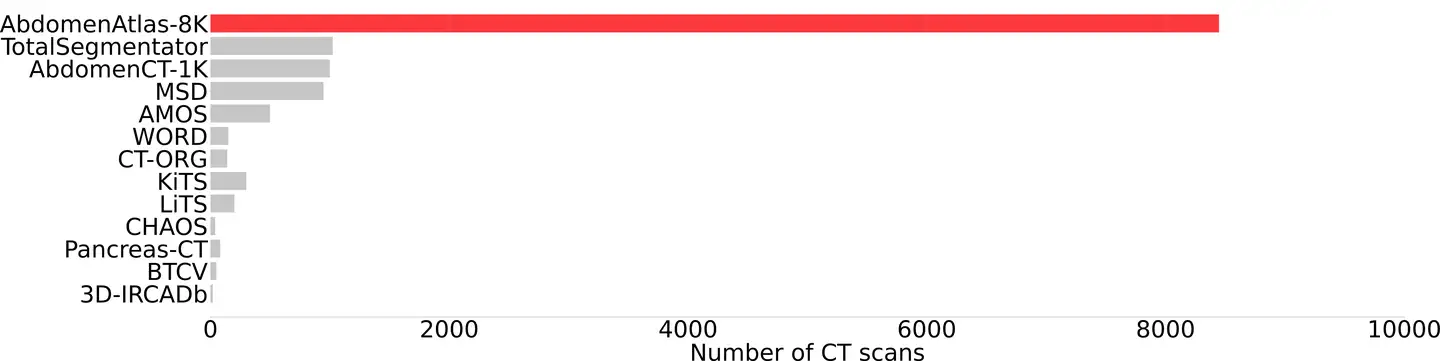 AbdomenAtlas-8K
TotalSegmentator
AbdomenCT-1K
MSD
AMOS
WORD
CT-ORG
KiTS
LiTS
CHAOS
Pancreas-CT
BTCV
3D-IRCADb
0 2000 4000 6000 8000 10000
Number of CT scans